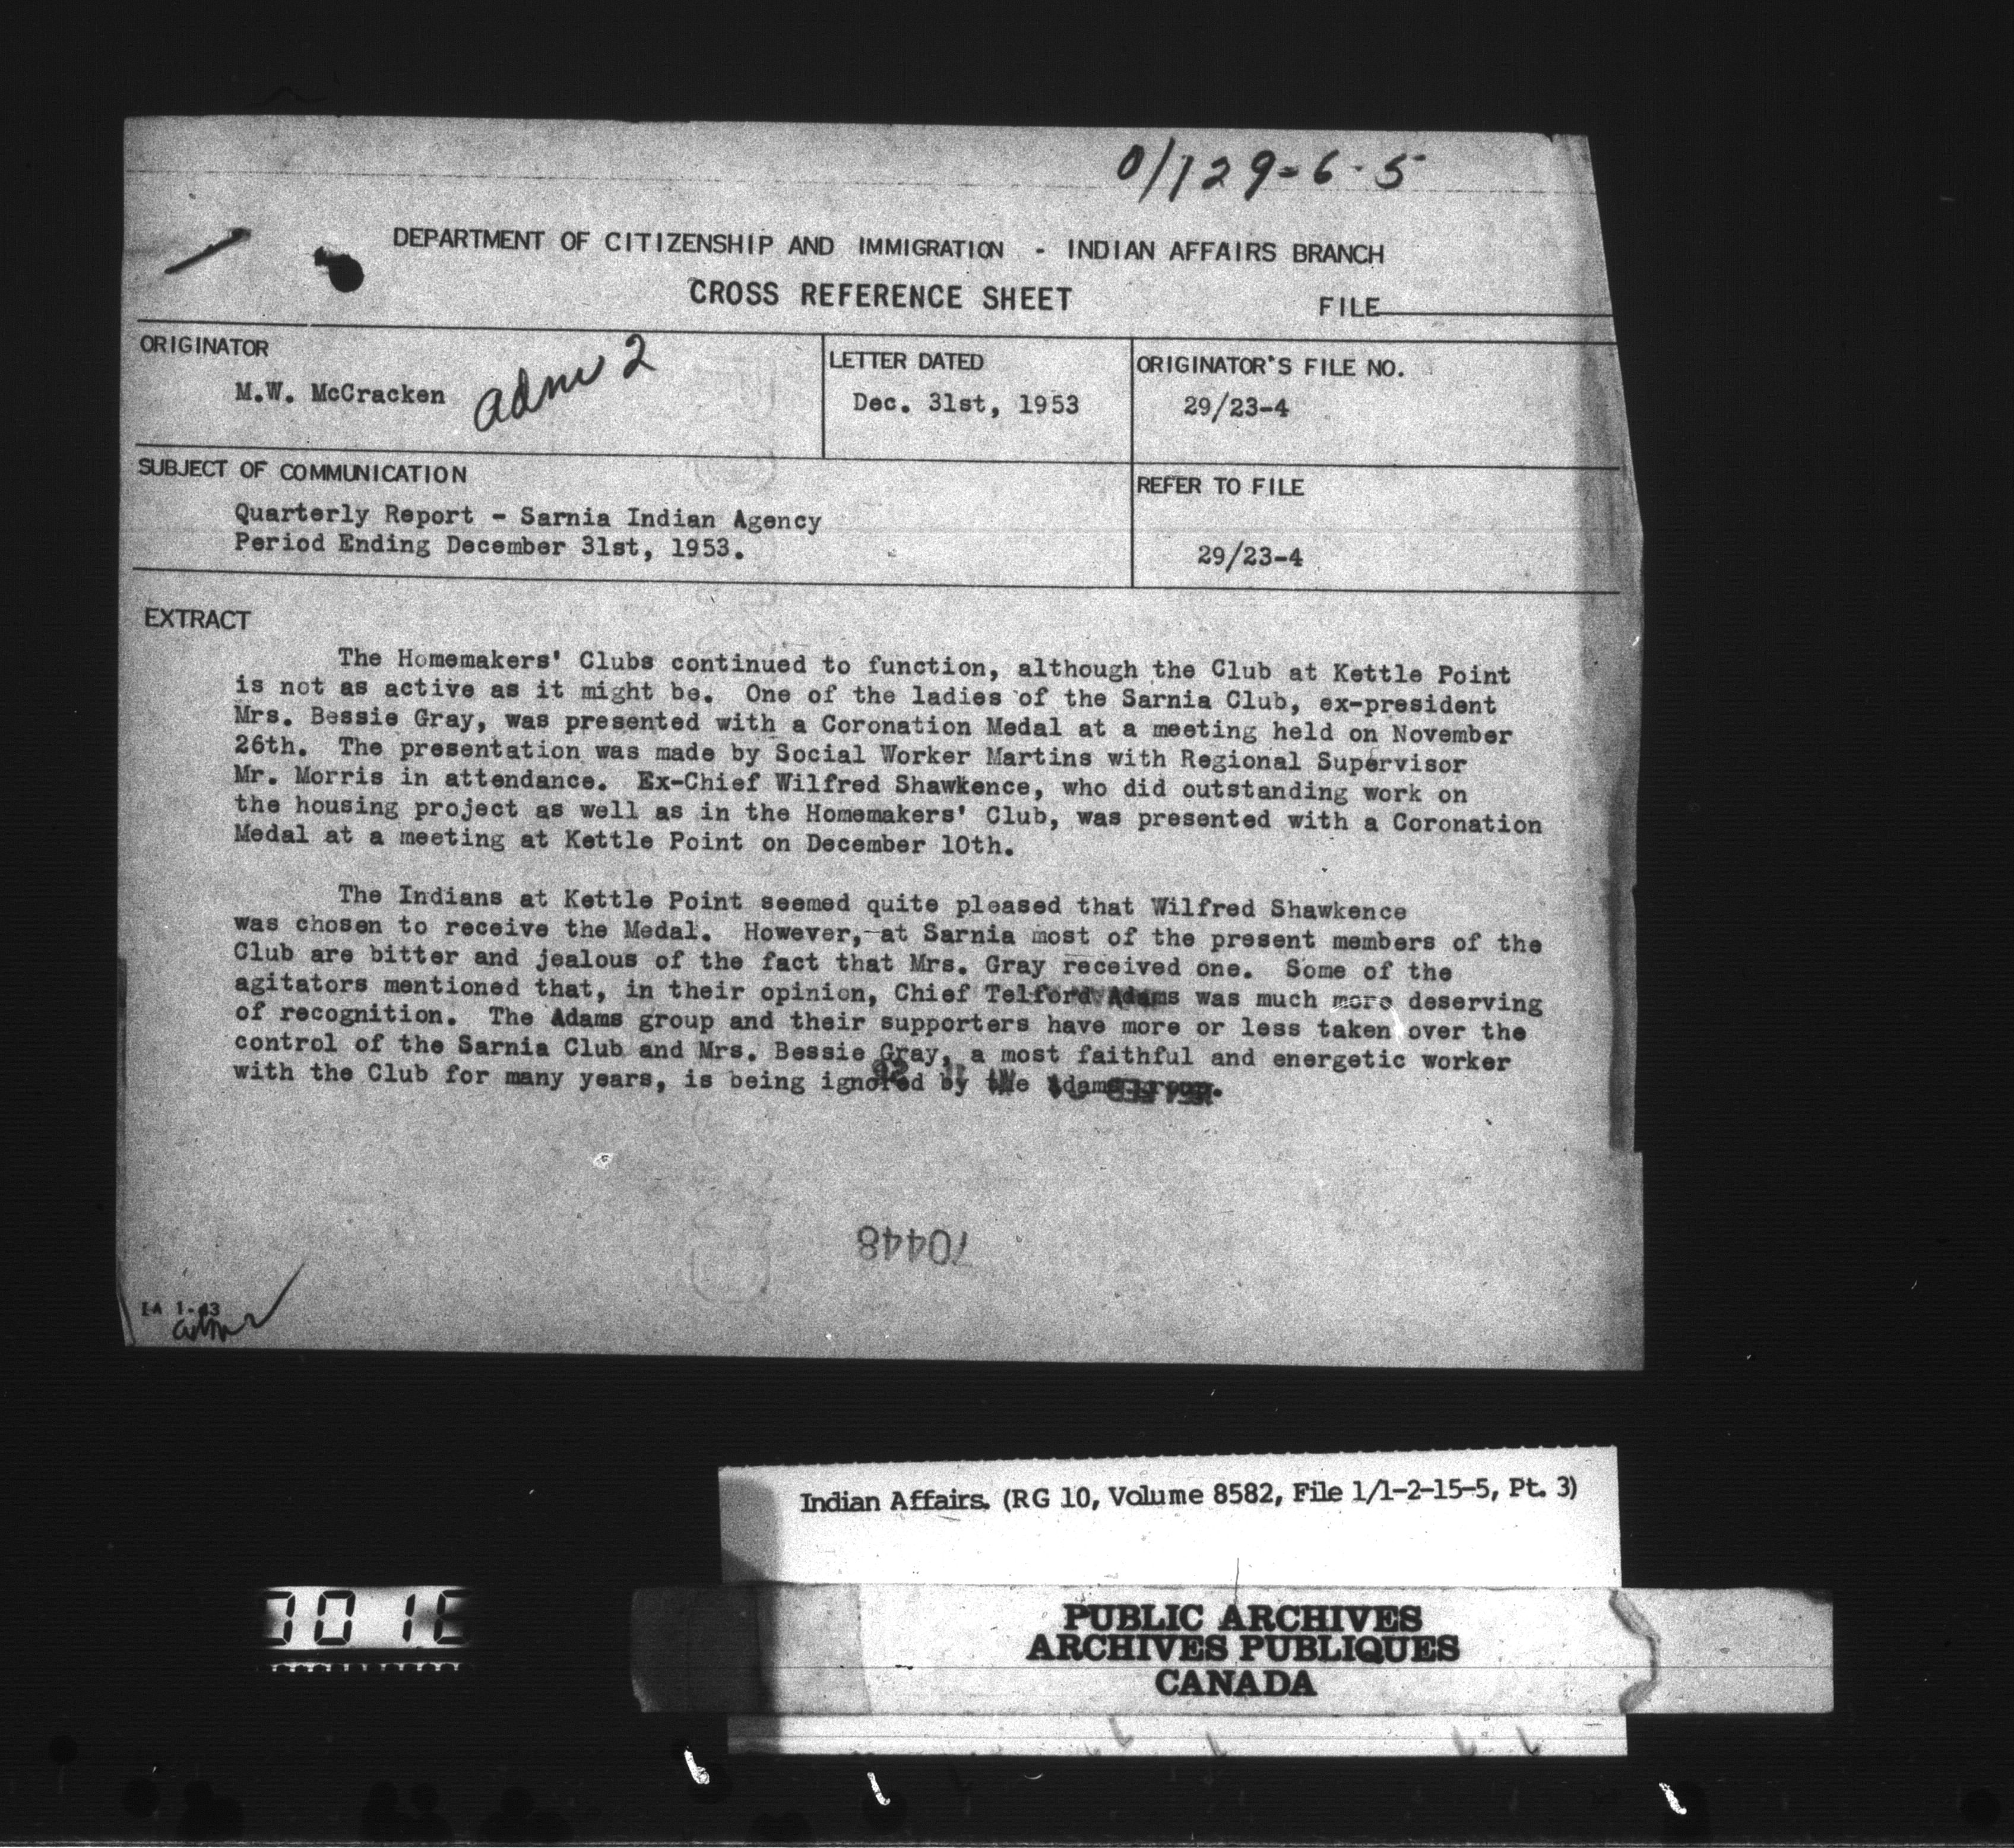 0/129-6-5
DEPARTMENT OF CITIZENSHIP AND IMMIGRATION - INDIAN AFFAIRS BRANCH
CROSS REFERENCE SHEET
FILE
ORIGINATOR
M.W. McCracken
adm 2
LETTER DATED
Dec. 31st, 1953
ORIGINATOR'S FILE NO.
29/23-4
SUBJECT OF COMMUNICATION
Quarterly Report - Sarnia Indian Agency
Period Ending December 31st, 1953.
REFER TO FILE
29/23-4
EXTRACT
The Homemakers' Clubs continued to function, although the Club at Kettle Point
is not as active as it might be. One of the ladies of the Sarnia Club, ex-president
Mrs. Bessie Gray, was presented with a Coronation Medal at a meeting held on November
26th. The presentation was made by Social Worker Martins with Regional Supervisor
Mr. Morris in attendance. Ex-Chief Wilfred Shawkence, who did outstanding work on
the housing project as well as in the Homemakers' Club, was presented with a Coronation
Medal at a meeting at Kettle Point on December 10th.
The Indians at Kettle Point seemed quite pleased that Wilfred Shawkence
was chosen to receive the Medal. However, at Sarnia most of the present members of the
Club are bitter and jealous of the fact that Mrs. Gray received one. Some of the
agitators mentioned that, in their opinion, Chief Telford Adams was much more deserving
of recognition. The Adams group and their supporters have more or less taken over the
control of the Sarnia Club and Mrs. Bessie Gray, a most faithful and energetic worker
with the Club for many years, is being ignored by the Adams group.
70448
IA 1-43
Indian Affairs. (RG 10, Volume 8582, File 1/1-2-15-5, Pt. 3)
PUBLIC ARCHIVES
ARCHIVES PUBLIQUES
CANADA